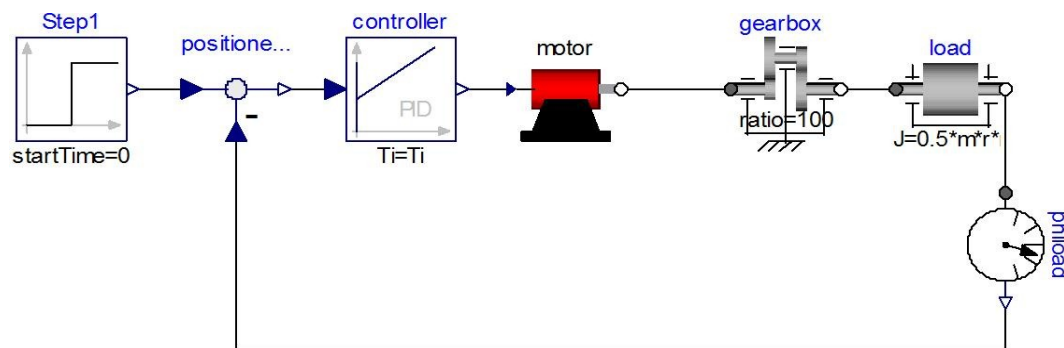 Step1
positione...
controller
motor
gearbox
load
PID
-
startTime=0
Ti=Ti
ratio=100
J=0.5*m*r*
phiload